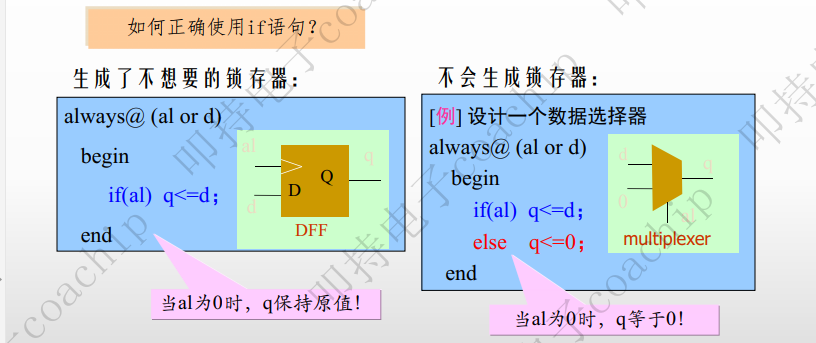 如何正确使用if语句？
生成了不想要的锁存器：
always@ (al or d)
begin
if(al) q<=d；
end
al
d
D
Q
q
DFF
当al为0时，q保持原值！
不会生成锁存器：
[例] 设计一个数据选择器
always@ (al or d)
begin
if(al) q<=d；
else q<=0；
end
d
0
q
al
multiplexer
当al为0时，q等于0！
叩持电子coachip